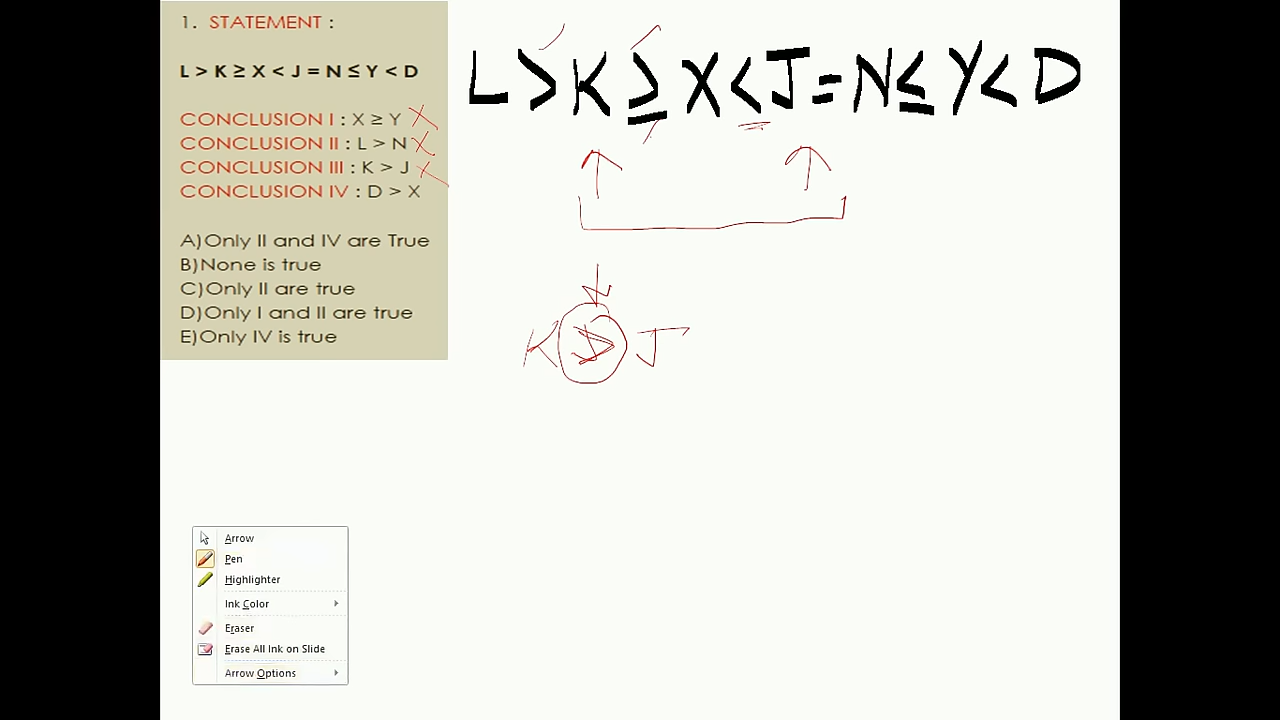 1. STATEMENT :
L > K ≥ X < J = N ≤ Y < D
CONCLUSION I : X ≥ Y
CONCLUSION II : L > N
CONCLUSION III : K > J
CONCLUSION IV : D > X
A)Only II and IV are True
B)None is true
C)Only II are true
D)Only I and II are true
E)Only IV is true
L > K ≥ X < J = N ≤ Y < D
K > J
Arrow
Pen
Highlighter
Ink Color
Eraser
Erase All Ink on Slide
Arrow Options